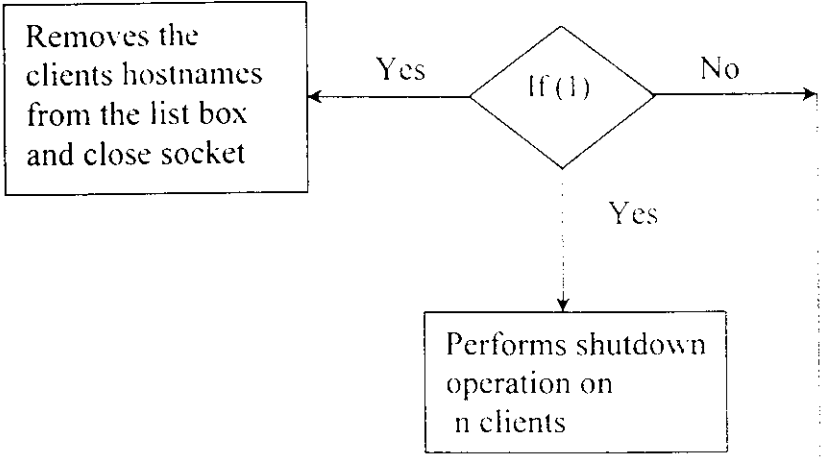 Removes the
clients hostnames
from the list box
and close socket
Yes
If (1)
No
Yes
Performs shutdown
operation on
n clients